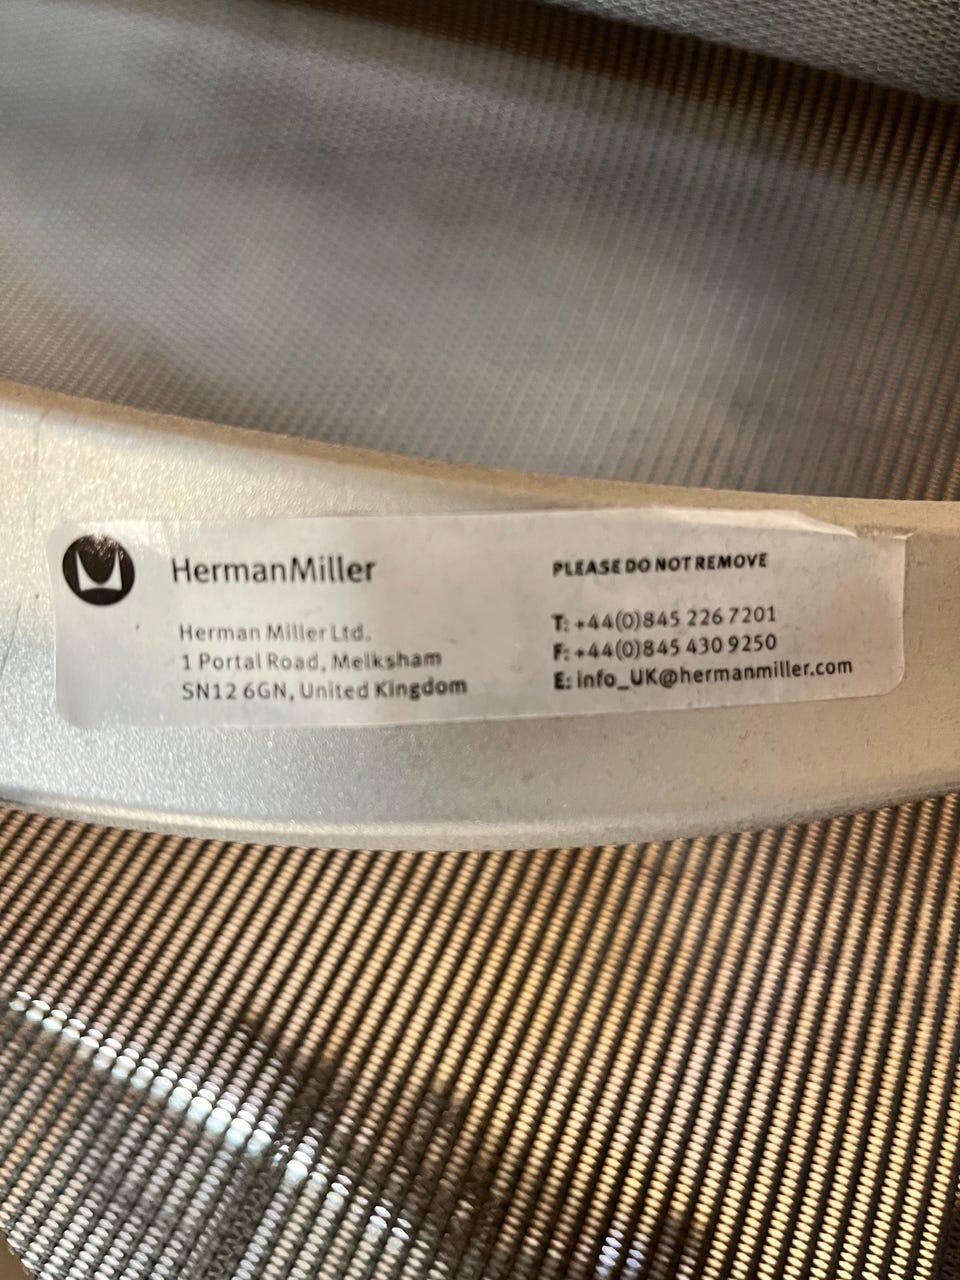 HermanMiller
Herman Miller Ltd.
1 Portal Road, Melksham
SN12 6GN, United Kingdom
PLEASE DO NOT REMOVE
T: +44(0)845 226 7201
F: +44(0)845 430 9250
E: info_UK@hermanmiller.com